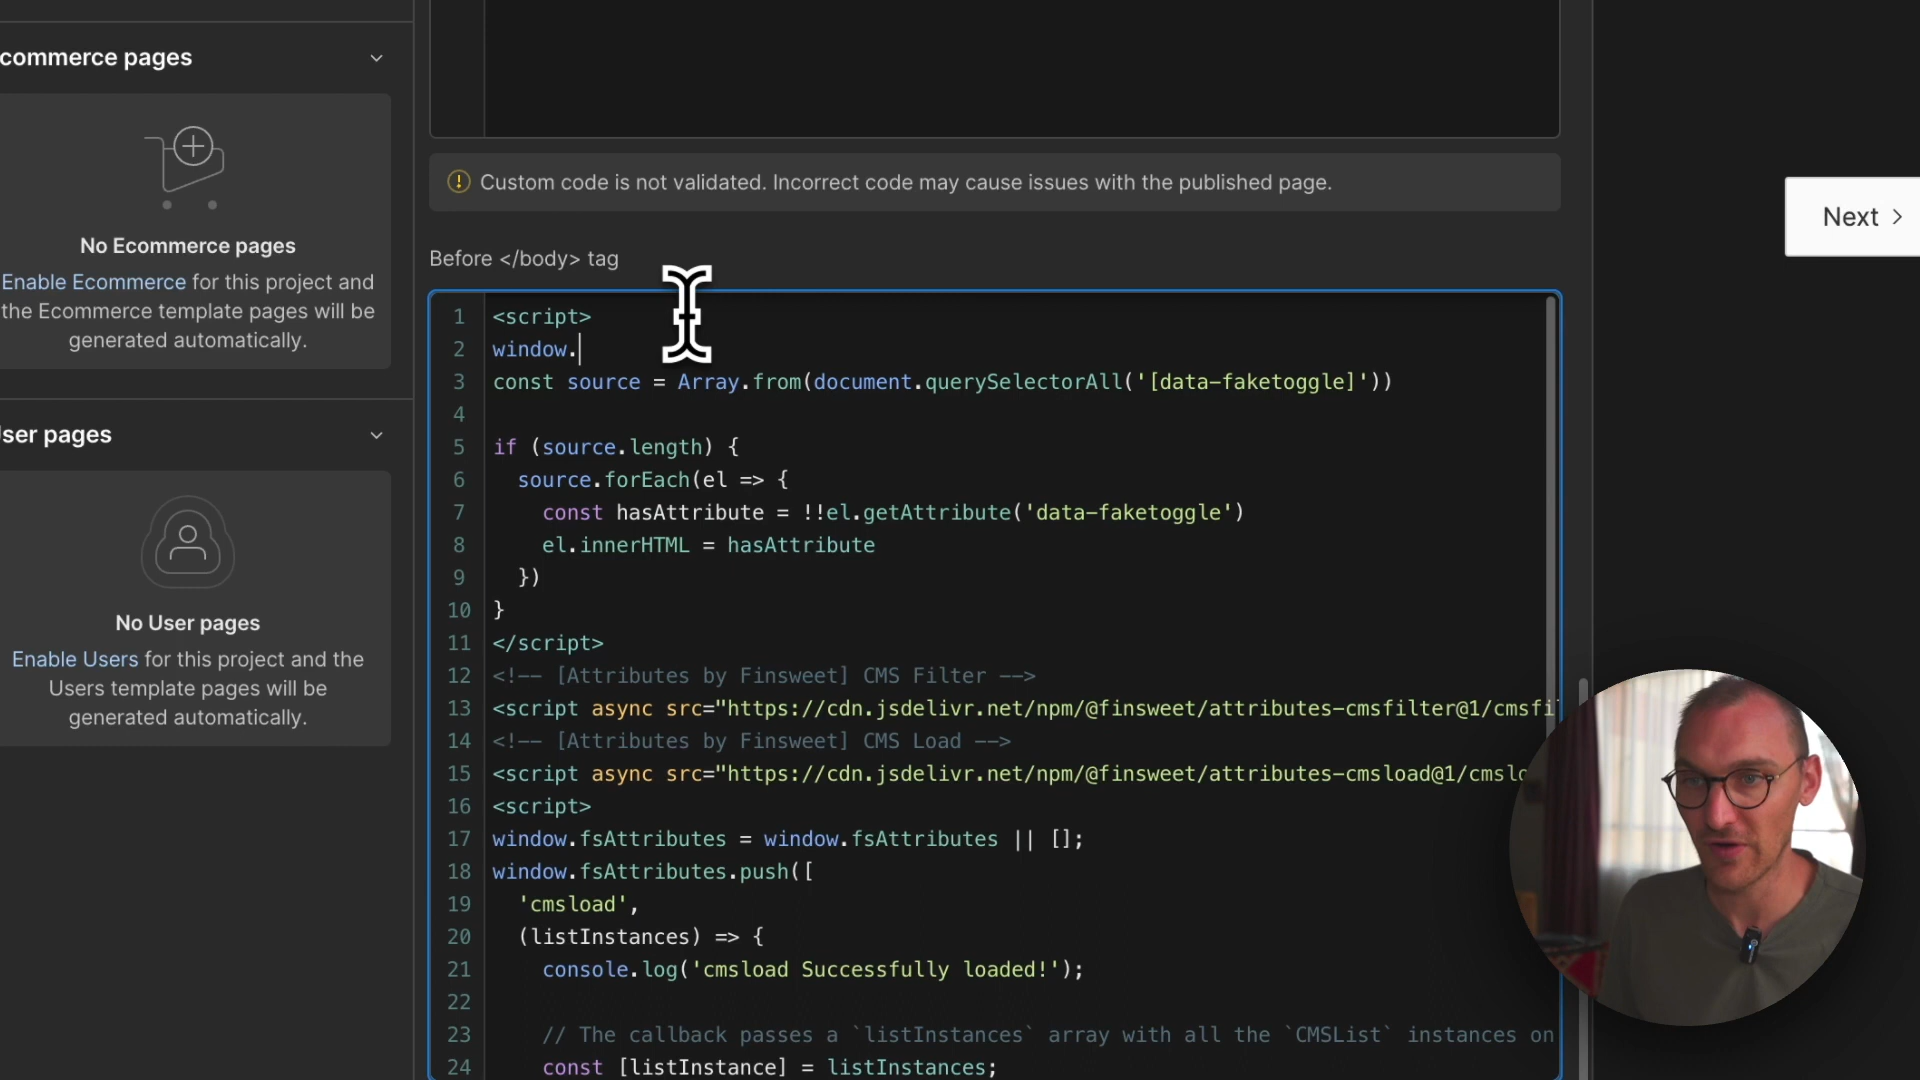 commerce pages
No Ecommerce pages
Enable Ecommerce for this project and
the Ecommerce template pages will be
generated automatically.
ser pages
No User pages
Enable Users for this project and the
Users template pages will be
generated automatically.
Custom code is not validated. Incorrect code may cause issues with the published page.
Before </body> tag
1 <script>
2 window.
3 const source = Array.from(document.querySelectorAll('[data-faketoggle]'))
4
5 if (source.length) {
6   source.forEach(el => {
7     const hasAttribute = !!el.getAttribute('data-faketoggle')
8     el.innerHTML = hasAttribute
9   })
10 }
11 </script>
12 <!-- [Attributes by Finsweet] CMS Filter -->
13 <script async src="https://cdn.jsdelivr.net/npm/@finsweet/attributes-cmsfilter@1/cmsfi
14 <!-- [Attributes by Finsweet] CMS Load -->
15 <script async src="https://cdn.jsdelivr.net/npm/@finsweet/attributes-cmsload@1/cmslo
16 <script>
17 window.fsAttributes = window.fsAttributes || [];
18 window.fsAttributes.push([
19   'cmsload',
20   (listInstances) => {
21     console.log('cmsload Successfully loaded!');
22
23     // The callback passes a `listInstances` array with all the `CMSList` instances on
24     const [listInstance] = listInstances;
Next >